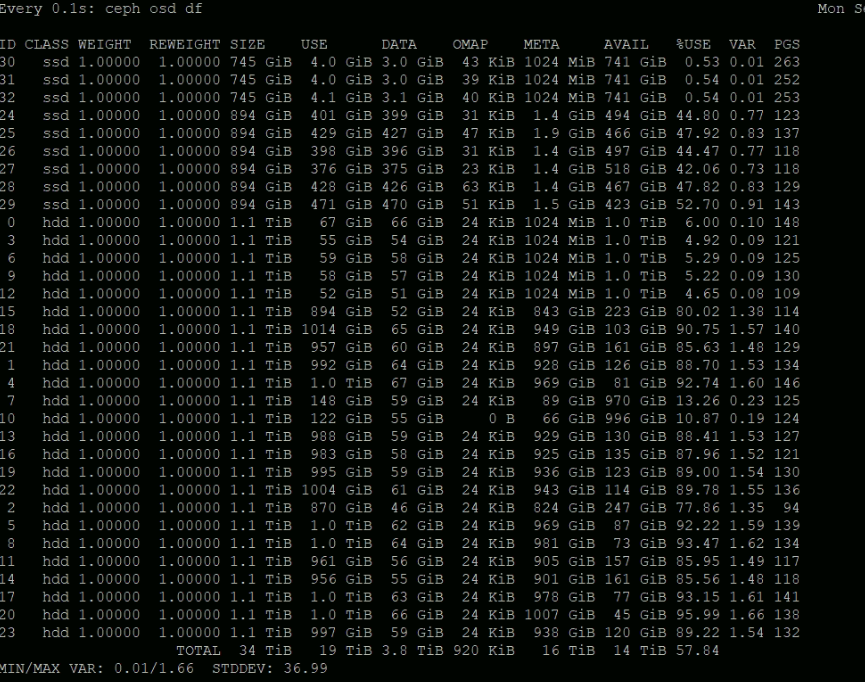 Every 0.1s: ceph osd df Mon Se
ID CLASS WEIGHT REWEIGHT SIZE USE DATA OMAP META AVAIL %USE VAR PGS
30 ssd 1.00000 1.00000 745 GiB 4.0 GiB 3.0 GiB 43 KiB 1024 MiB 741 GiB 0.53 0.01 263
31 ssd 1.00000 1.00000 745 GiB 4.0 GiB 3.0 GiB 39 KiB 1024 MiB 741 GiB 0.54 0.01 252
32 ssd 1.00000 1.00000 745 GiB 4.1 GiB 3.1 GiB 40 KiB 1024 MiB 741 GiB 0.54 0.01 253
24 ssd 1.00000 1.00000 894 GiB 401 GiB 399 GiB 31 KiB 1.4 GiB 494 GiB 44.80 0.77 123
25 ssd 1.00000 1.00000 894 GiB 429 GiB 427 GiB 47 KiB 1.9 GiB 466 GiB 47.92 0.83 137
26 ssd 1.00000 1.00000 894 GiB 398 GiB 396 GiB 31 KiB 1.4 GiB 497 GiB 44.47 0.77 118
27 ssd 1.00000 1.00000 894 GiB 376 GiB 375 GiB 23 KiB 1.4 GiB 518 GiB 42.06 0.73 118
28 ssd 1.00000 1.00000 894 GiB 428 GiB 426 GiB 63 KiB 1.4 GiB 467 GiB 47.82 0.83 129
29 ssd 1.00000 1.00000 894 GiB 471 GiB 470 GiB 51 KiB 1.5 GiB 423 GiB 52.70 0.91 143
0 hdd 1.00000 1.00000 1.1 TiB 67 GiB 66 GiB 24 KiB 1024 MiB 1.0 TiB 6.00 0.10 148
3 hdd 1.00000 1.00000 1.1 TiB 55 GiB 54 GiB 24 KiB 1024 MiB 1.0 TiB 4.92 0.09 121
6 hdd 1.00000 1.00000 1.1 TiB 59 GiB 58 GiB 24 KiB 1024 MiB 1.0 TiB 5.29 0.09 125
9 hdd 1.00000 1.00000 1.1 TiB 58 GiB 57 GiB 24 KiB 1024 MiB 1.0 TiB 5.22 0.09 130
12 hdd 1.00000 1.00000 1.1 TiB 52 GiB 51 GiB 24 KiB 1024 MiB 1.0 TiB 4.65 0.08 109
15 hdd 1.00000 1.00000 1.1 TiB 894 GiB 52 GiB 24 KiB 843 GiB 223 GiB 80.02 1.38 114
18 hdd 1.00000 1.00000 1.1 TiB 1014 GiB 65 GiB 24 KiB 949 GiB 103 GiB 90.75 1.57 140
21 hdd 1.00000 1.00000 1.1 TiB 957 GiB 60 GiB 24 KiB 897 GiB 161 GiB 85.63 1.48 129
1 hdd 1.00000 1.00000 1.1 TiB 992 GiB 64 GiB 24 KiB 928 GiB 126 GiB 88.70 1.53 134
4 hdd 1.00000 1.00000 1.1 TiB 1.0 TiB 67 GiB 24 KiB 969 GiB 81 GiB 92.74 1.60 146
7 hdd 1.00000 1.00000 1.1 TiB 148 GiB 59 GiB 24 KiB 89 GiB 970 GiB 13.26 0.23 125
10 hdd 1.00000 1.00000 1.1 TiB 122 GiB 55 GiB 0 B 66 GiB 996 GiB 10.87 0.19 124
13 hdd 1.00000 1.00000 1.1 TiB 988 GiB 59 GiB 24 KiB 929 GiB 130 GiB 88.41 1.53 127
16 hdd 1.00000 1.00000 1.1 TiB 983 GiB 58 GiB 24 KiB 925 GiB 135 GiB 87.96 1.52 121
19 hdd 1.00000 1.00000 1.1 TiB 995 GiB 59 GiB 24 KiB 936 GiB 123 GiB 89.00 1.54 130
22 hdd 1.00000 1.00000 1.1 TiB 1004 GiB 61 GiB 24 KiB 943 GiB 114 GiB 89.78 1.55 136
2 hdd 1.00000 1.00000 1.1 TiB 870 GiB 46 GiB 24 KiB 824 GiB 247 GiB 77.86 1.35 94
5 hdd 1.00000 1.00000 1.1 TiB 1.0 TiB 62 GiB 24 KiB 969 GiB 87 GiB 92.22 1.59 139
8 hdd 1.00000 1.00000 1.1 TiB 1.0 TiB 64 GiB 24 KiB 981 GiB 73 GiB 93.47 1.62 134
11 hdd 1.00000 1.00000 1.1 TiB 961 GiB 56 GiB 24 KiB 905 GiB 157 GiB 85.95 1.49 117
14 hdd 1.00000 1.00000 1.1 TiB 956 GiB 55 GiB 24 KiB 901 GiB 161 GiB 85.56 1.48 118
17 hdd 1.00000 1.00000 1.1 TiB 1.0 TiB 63 GiB 24 KiB 978 GiB 77 GiB 93.15 1.61 141
20 hdd 1.00000 1.00000 1.1 TiB 1.0 TiB 66 GiB 24 KiB 1007 GiB 45 GiB 95.99 1.66 138
23 hdd 1.00000 1.00000 1.1 TiB 997 GiB 59 GiB 24 KiB 938 GiB 120 GiB 89.22 1.54 132
TOTAL 34 TiB 19 TiB 3.8 TiB 920 KiB 16 TiB 14 TiB 57.84
MIN/MAX VAR: 0.01/1.66 STDDEV: 36.99